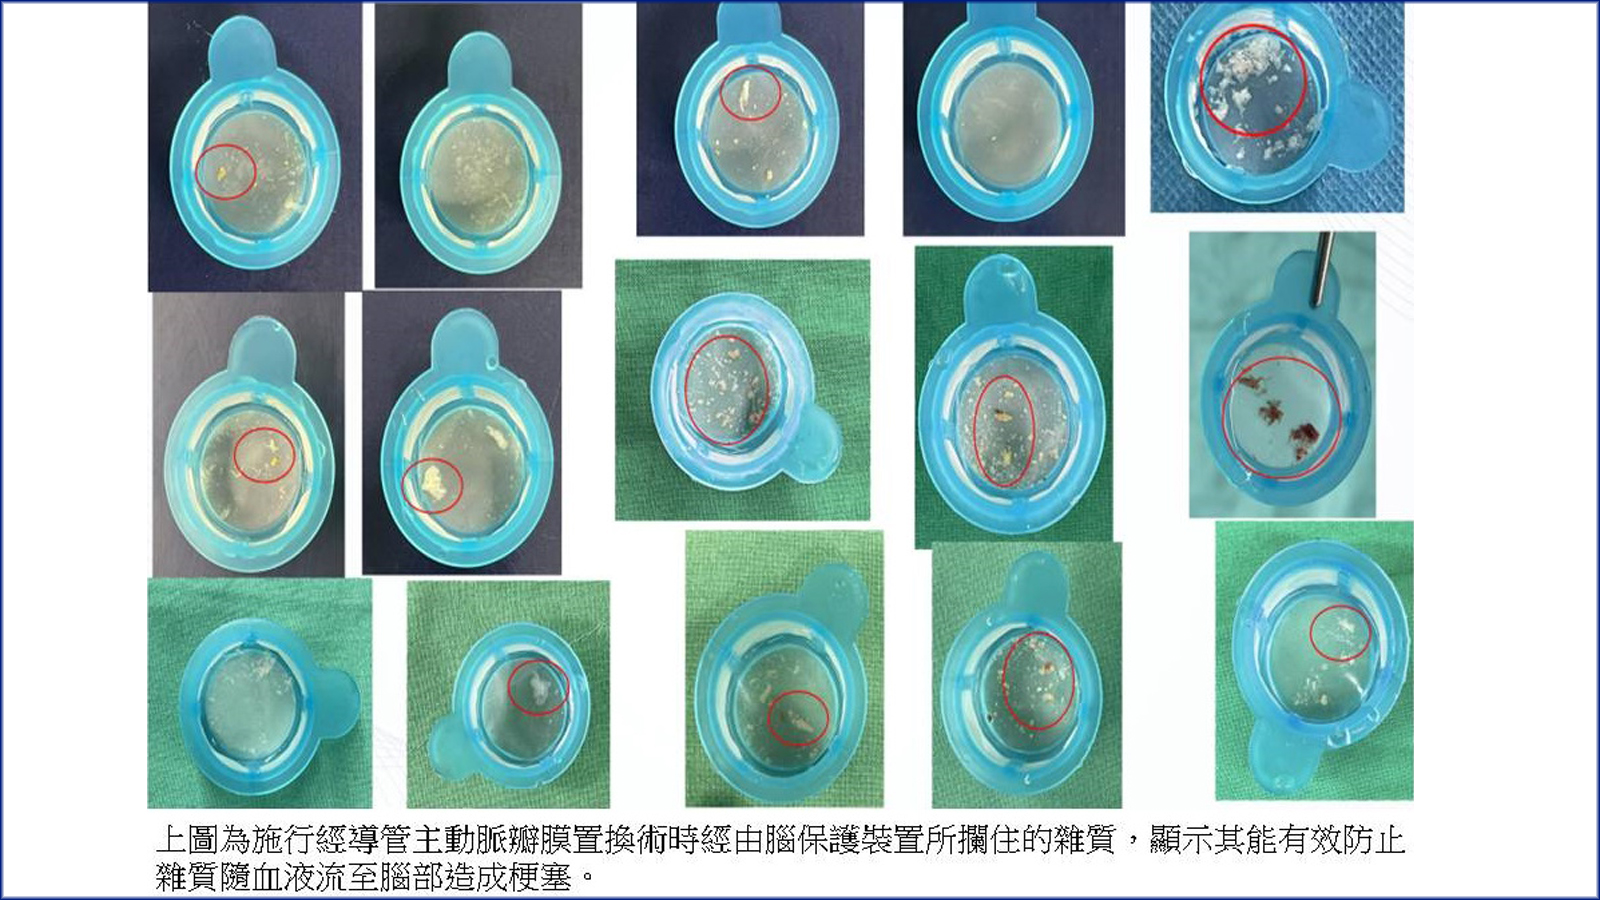 上圖為施行經導管主動脈瓣膜置換術時經由腦保護裝置所攔住的雜質，顯示其能有效防止
雜質隨血液流至腦部造成梗塞。